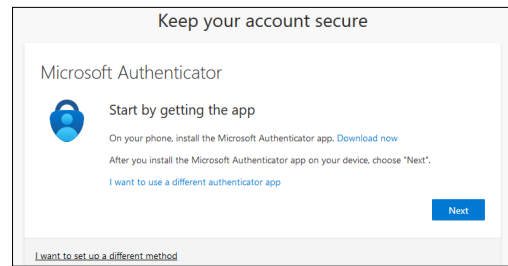 Keep your account secure
Microsoft Authenticator
Start by getting the app
On your phone, install the Microsoft Authenticator app. Download now
After you install the Microsoft Authenticator app on your device, choose "Next".
I want to use a different authenticator app
Next
I want to set up a different method